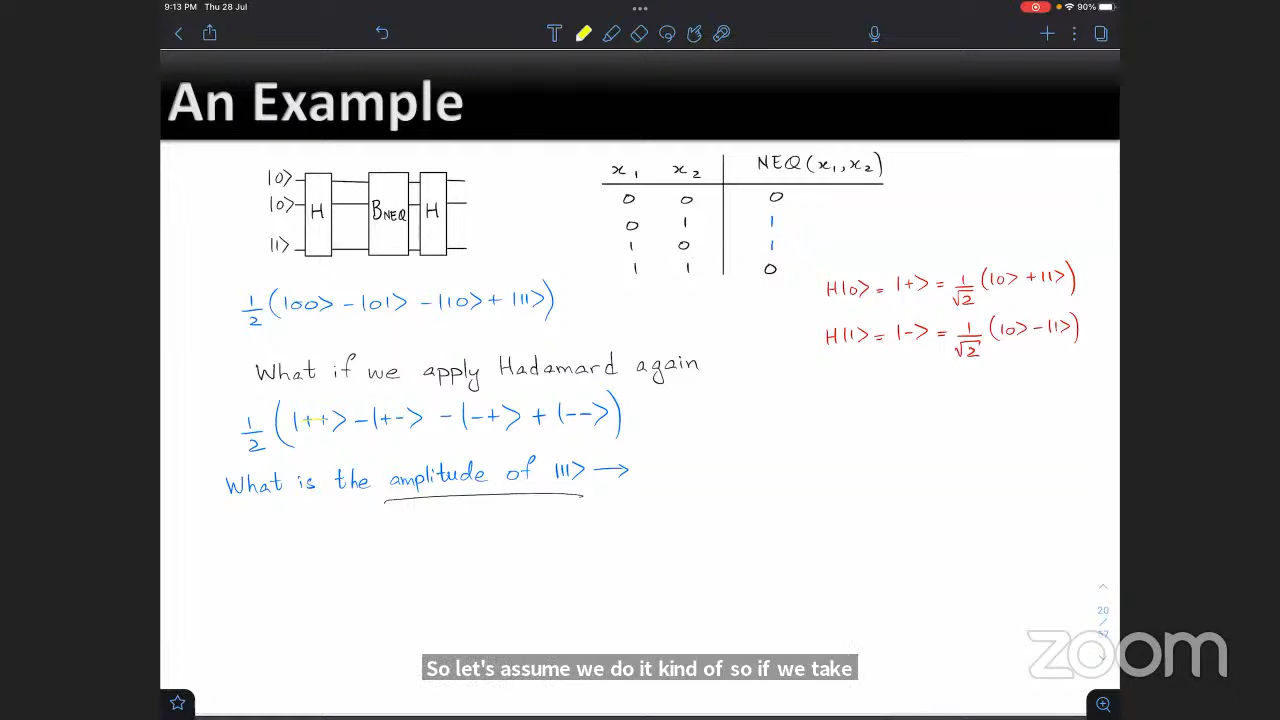 9:13 PM Thu 28 Jul
90%
An Example
|0>
|0>
|1>
H
B_NEQ
H
x₁ x₂ NEQ(x₁,x₂)
0 0 0
0 1 1
1 0 1
1 1 0
H|0> = |+> = 1/√2 (|0> + |1>)
H|1> = |-> = 1/√2 (|0> - |1>)
1/2 (|00> - |01> - |10> + |11>)
What if we apply Hadamard again
1/2 (|++> - |+-> - |-+> + |-->)
What is the amplitude of |11> →
20
/
57
So let's assume we do it kind of so if we take
zoom